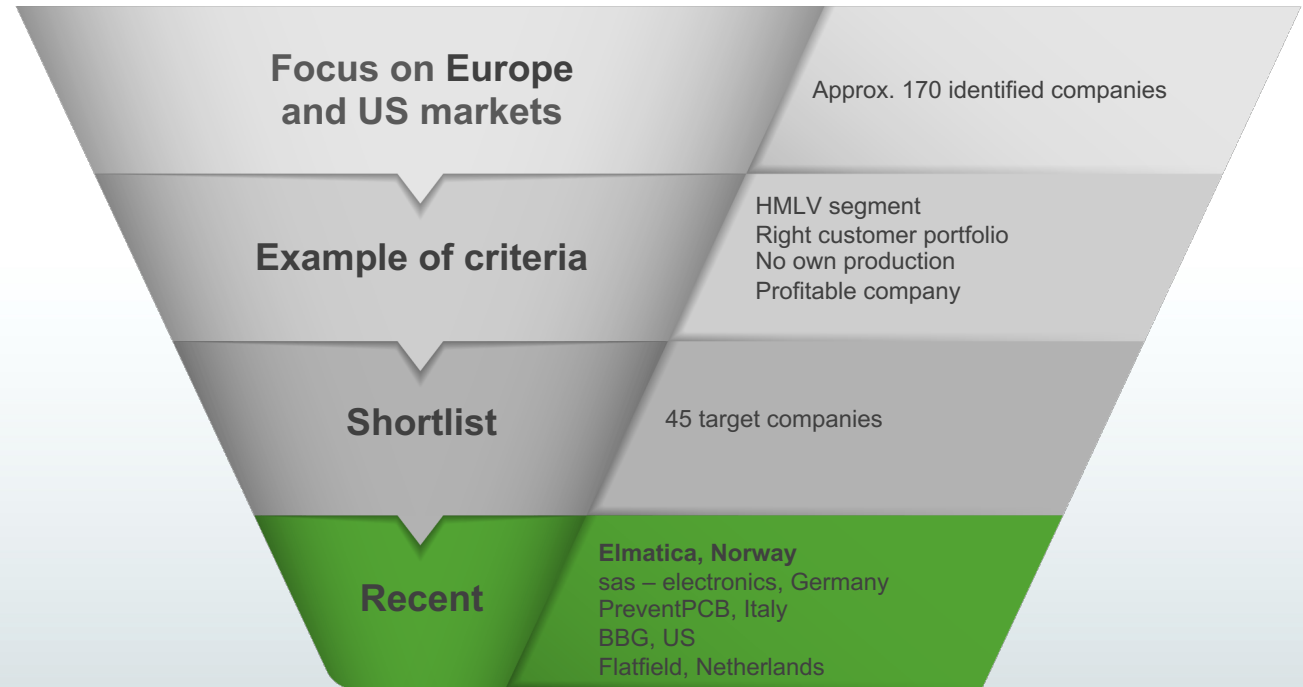 Focus on Europe
and US markets
Approx. 170 identified companies
Example of criteria
HMLV segment
Right customer portfolio
No own production
Profitable company
Shortlist
45 target companies
Recent
Elmatica, Norway
sas – electronics, Germany
PreventPCB, Italy
BBG, US
Flatfield, Netherlands